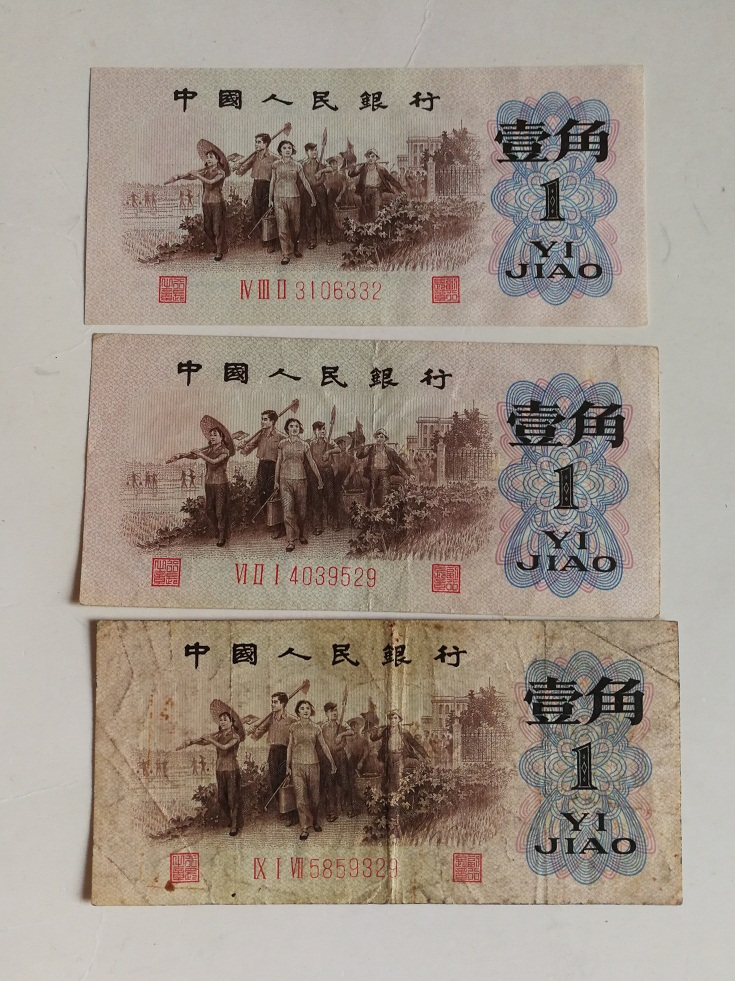 中國人民銀行
壹角
1
YI
JIAO
Ⅳ Ⅲ Ⅱ 3106332
中國人民銀行
壹角
1
YI
JIAO
Ⅵ Ⅱ Ⅰ 4039529
中國人民銀行
壹角
1
YI
JIAO
Ⅸ Ⅰ Ⅶ 5859329